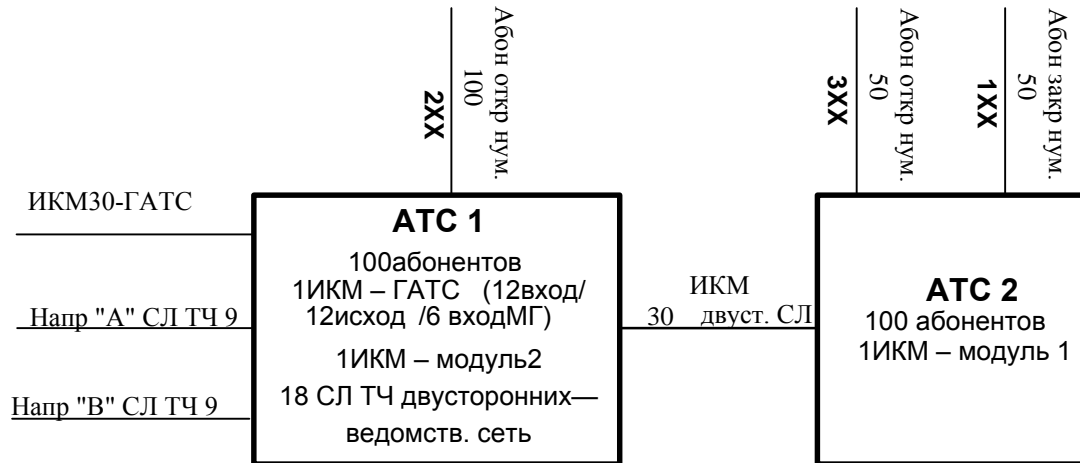 2XX
100
Абон откр нум.
3XX
50
Абон откр нум.
1XX
50
Абон закр нум.
ИКМ30-ГАТС
Напр "А" СЛ ТЧ 9
Напр "В" СЛ ТЧ 9
АТС 1
100абонентов
1ИКМ – ГАТС (12вход/
12исход /6 входМГ)
1ИКМ – модуль2
18 СЛ ТЧ двусторонних—
ведомств. сеть
ИКМ
30 двуст. СЛ
АТС 2
100 абонентов
1ИКМ – модуль 1